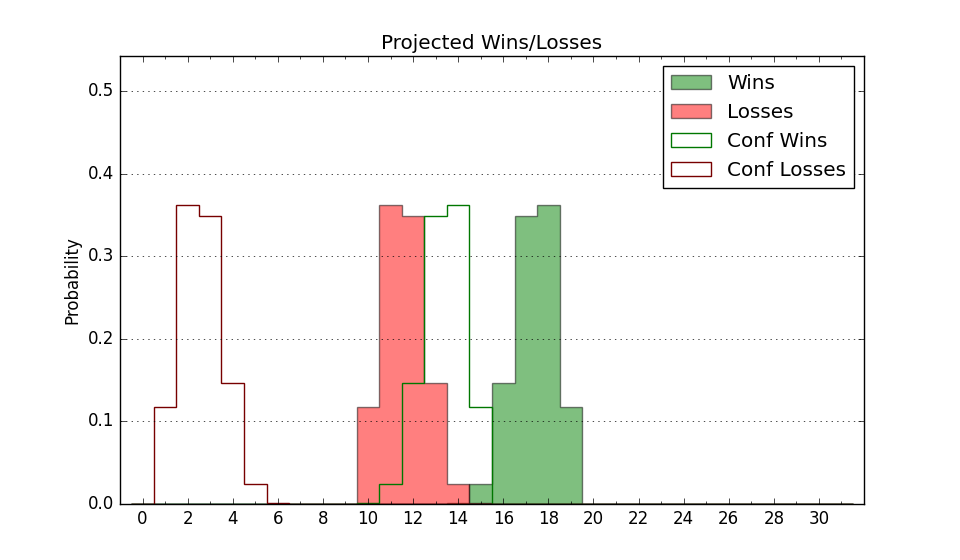 Projected Wins/Losses
Probability
0.5
0.4
0.3
0.2
0.1
0.0
0 2 4 6 8 10 12 14 16 18 20 22 24 26 28 30
Wins
Losses
Conf Wins
Conf Losses